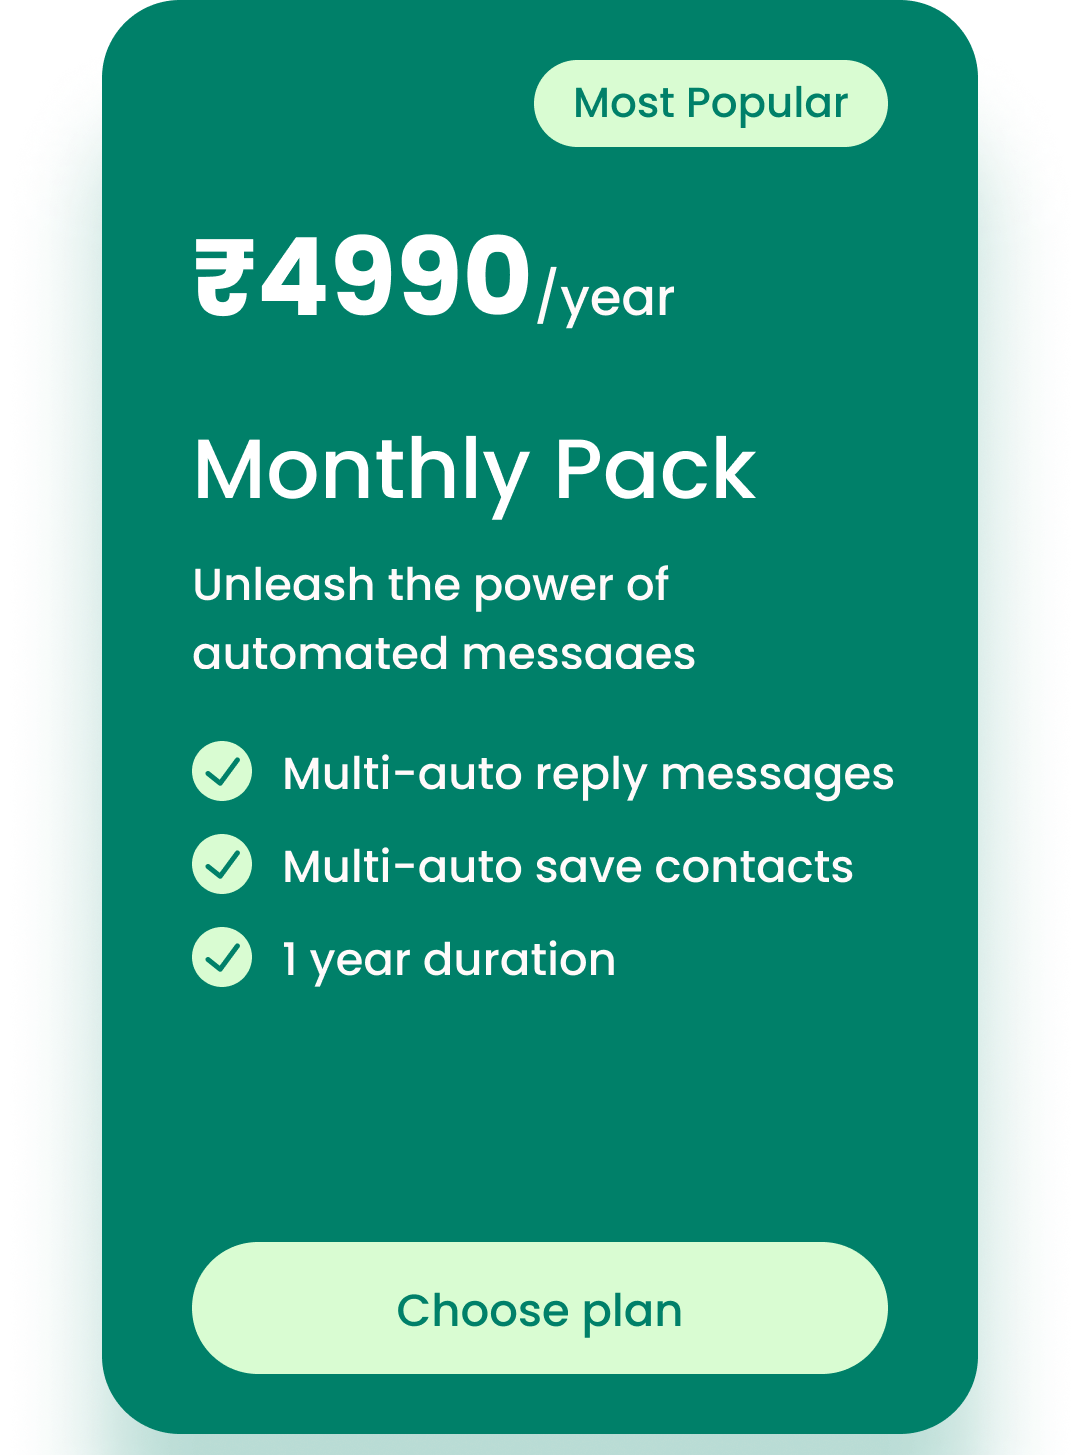 Most Popular
₹4990/year
Monthly Pack
Unleash the power of
automated messages
Multi-auto reply messages
Multi-auto save contacts
1 year duration
Choose plan